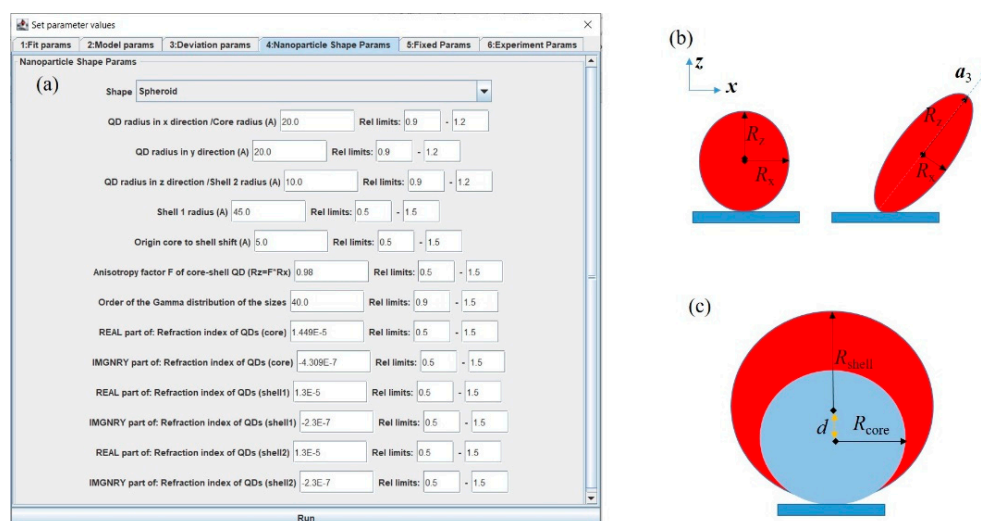 Set parameter values
1:Fit params 2:Model params 3:Deviation params 4:Nanoparticle Shape Params 5:Fixed Params 6:Experiment Params
Nanoparticle Shape Params
(a)
Shape Spheroid
QD radius in x direction /Core radius (A) 20.0 Rel limits: 0.9 - 1.2
QD radius in y direction (A) 20.0 Rel limits: 0.9 - 1.2
QD radius in z direction /Shell 2 radius (A) 10.0 Rel limits: 0.9 - 1.2
Shell 1 radius (A) 45.0 Rel limits: 0.5 - 1.5
Origin core to shell shift (A) 5.0 Rel limits: 0.5 - 1.5
Anisotropy factor F of core-shell QD (Rz=F*Rx) 0.98 Rel limits: 0.5 - 1.5
Order of the Gamma distribution of the sizes 40.0 Rel limits: 0.9 - 1.5
REAL part of: Refraction index of QDs (core) 1.449E-5 Rel limits: 0.5 - 1.5
IMGNRY part of: Refraction index of QDs (core) -4.309E-7 Rel limits: 0.5 - 1.5
REAL part of: Refraction index of QDs (shell1) 1.3E-5 Rel limits: 0.5 - 1.5
IMGNRY part of: Refraction index of QDs (shell1) -2.3E-7 Rel limits: 0.5 - 1.5
REAL part of: Refraction index of QDs (shell2) 1.3E-5 Rel limits: 0.5 - 1.5
IMGNRY part of: Refraction index of QDs (shell2) -2.3E-7 Rel limits: 0.5 - 1.5
Run
(b)
z
x
a3
Rz
Rx
Rz
Rx
(c)
Rshell
d
Rcore